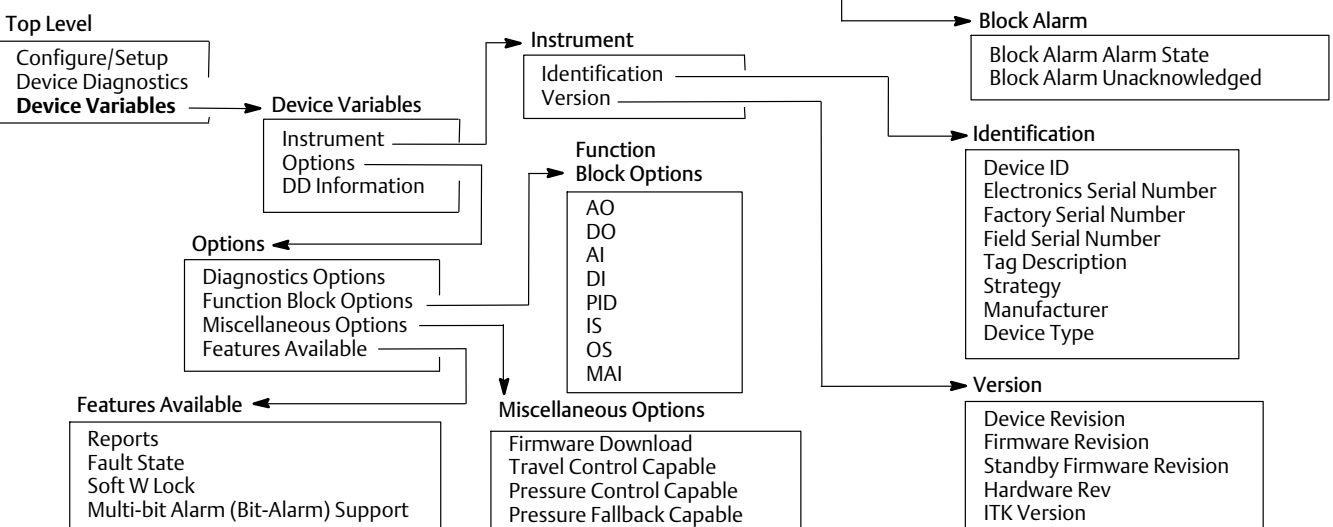 Top Level
Configure/Setup
Device Diagnostics
Device Variables
Device Variables
Instrument
Options
DD Information
Options
Diagnostics Options
Function Block Options
Miscellaneous Options
Features Available
Features Available
Reports
Fault State
Soft W Lock
Multi-bit Alarm (Bit-Alarm) Support
Instrument
Identification
Version
Function
Block Options
AO
DO
AI
DI
PID
IS
OS
MAI
Miscellaneous Options
Firmware Download
Travel Control Capable
Pressure Control Capable
Pressure Fallback Capable
Block Alarm
Block Alarm Alarm State
Block Alarm Unacknowledged
Identification
Device ID
Electronics Serial Number
Factory Serial Number
Field Serial Number
Tag Description
Strategy
Manufacturer
Device Type
Version
Device Revision
Firmware Revision
Standby Firmware Revision
Hardware Rev
ITK Version